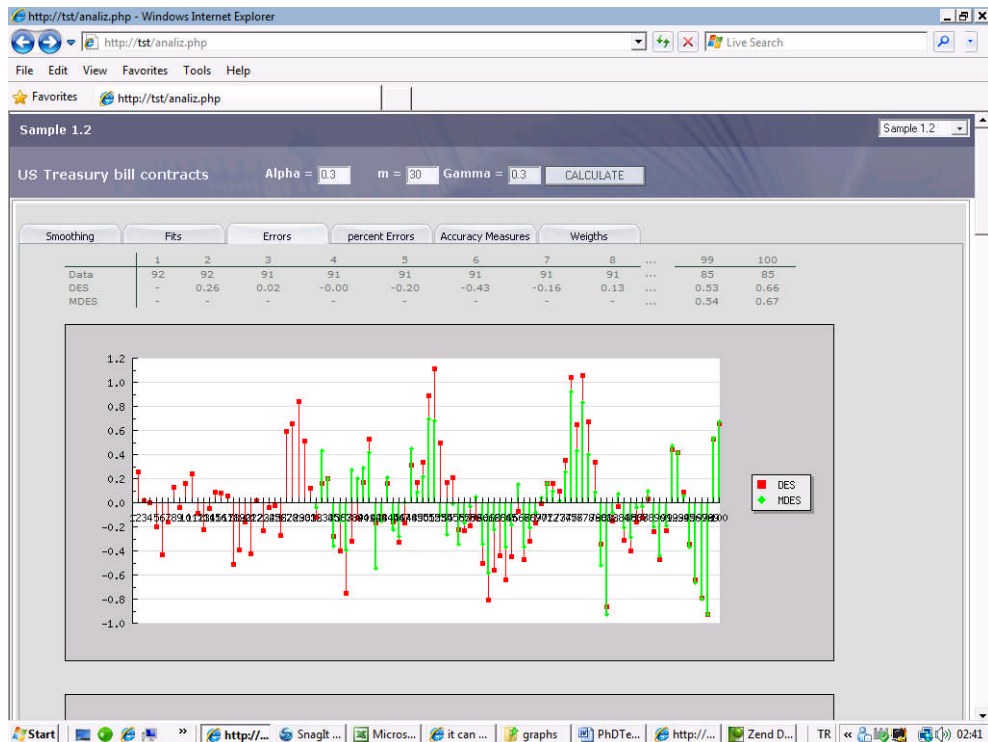 http://tst/analiz.php - Windows Internet Explorer
http://tst/analiz.php
Live Search
File Edit View Favorites Tools Help
Favorites http://tst/analiz.php
Sample 1.2 Sample 1.2
US Treasury bill contracts Alpha = 0.3 m = 30 Gamma = 0.3 CALCULATE
Smoothing Fits Errors percent Errors Accuracy Measures Weigths
1 2 3 4 5 6 7 8 ... 99 100
Data 92 92 91 91 91 91 91 91 ... 85 85
DES - 0.26 0.02 -0.00 -0.20 -0.43 -0.16 0.13 ... 0.53 0.66
MDES - - - - - - - - ... 0.54 0.67
1.2
1.0
0.8
0.6
0.4
0.2
0.0
-0.2
-0.4
-0.6
-0.8
-1.0
DES
MDES
Start » http://... SnagIt ... Micros... it can ... graphs PhDTe... http://... Zend D... TR « 02:41